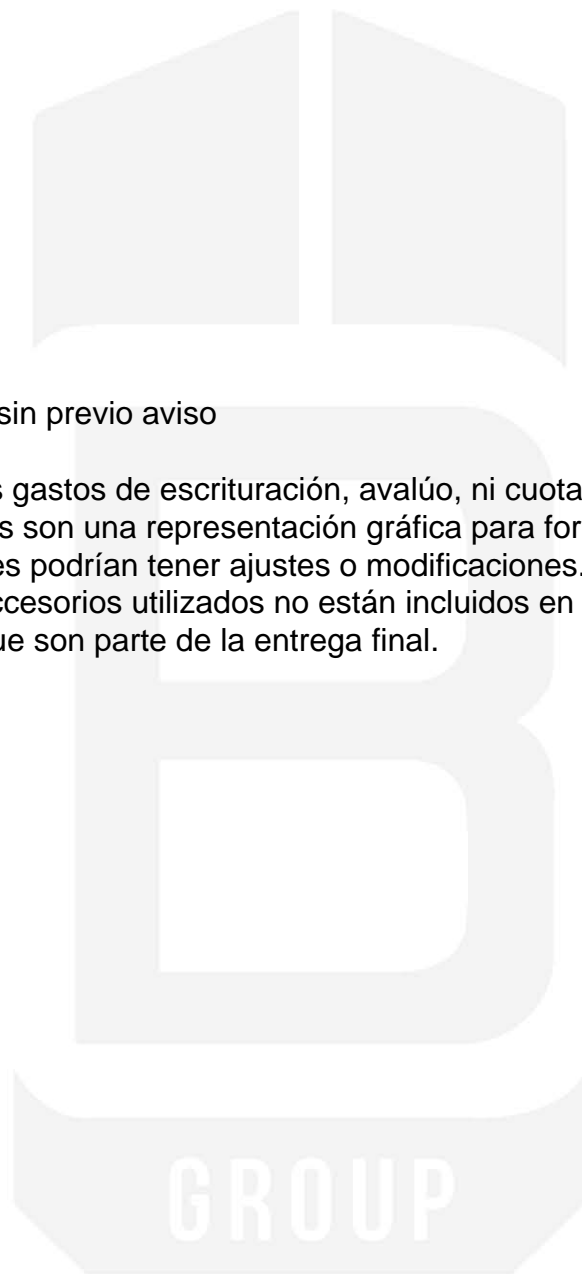 sin previo aviso
s gastos de escrituración, avalúo, ni cuota
s son una representación gráfica para for
es podrían tener ajustes o modificaciones.
ccesorios utilizados no están incluidos en
ue son parte de la entrega final.
B
GROUP